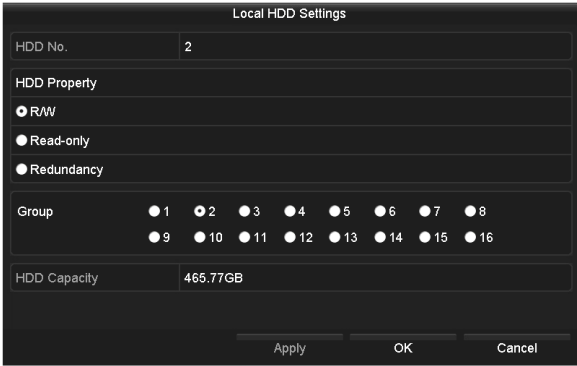 Local HDD Settings
HDD No. 2
HDD Property
R/W
Read-only
Redundancy
Group 1 2 3 4 5 6 7 8
9 10 11 12 13 14 15 16
HDD Capacity 465.77GB
Apply OK Cancel